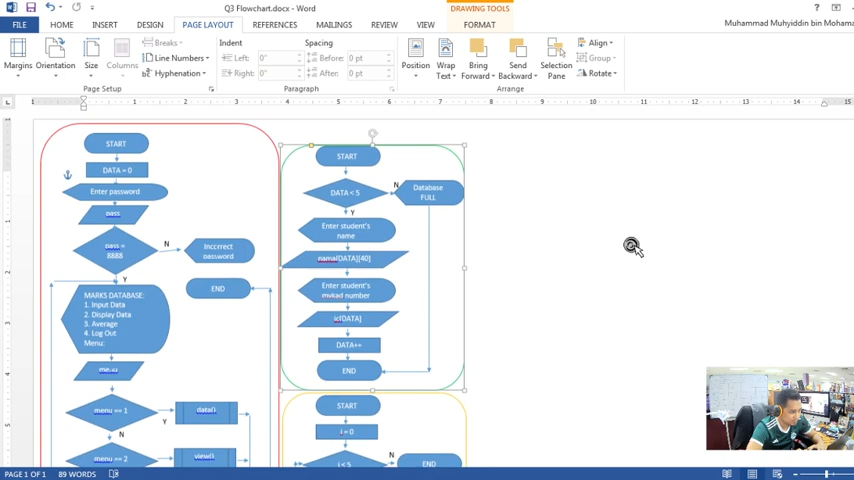 Q3 Flowchart.docx - Word
DRAWING TOOLS
FILE
HOME
INSERT
DESIGN
PAGE LAYOUT
REFERENCES
MAILINGS
REVIEW
VIEW
FORMAT
Muhammad Muhyiddin bin Mohama
Margins
Orientation
Size
Columns
Breaks
Line Numbers
Hyphenation
Page Setup
Indent
Left: 0"
Right: 0"
Spacing
Before: 0 pt
After: 0 pt
Paragraph
Position
Wrap
Text
Bring
Forward
Send
Backward
Selection
Pane
Align
Group
Rotate
Arrange
START
DATA = 0
Enter password
pass
pass =
8888
N
Incorrect
password
Y
END
MARKS DATABASE:
1. Input Data
2. Display Data
3. Average
4. Log Out
Menu:
menu
menu == 1
Y
data()
N
menu == 2
view()
START
DATA < 5
N
Database
FULL
Y
Enter student's
name
nama[DATA][40]
Enter student's
mykad number
ic[DATA]
DATA++
END
START
i = 0
i < 5
N
END
PAGE 1 OF 1
89 WORDS